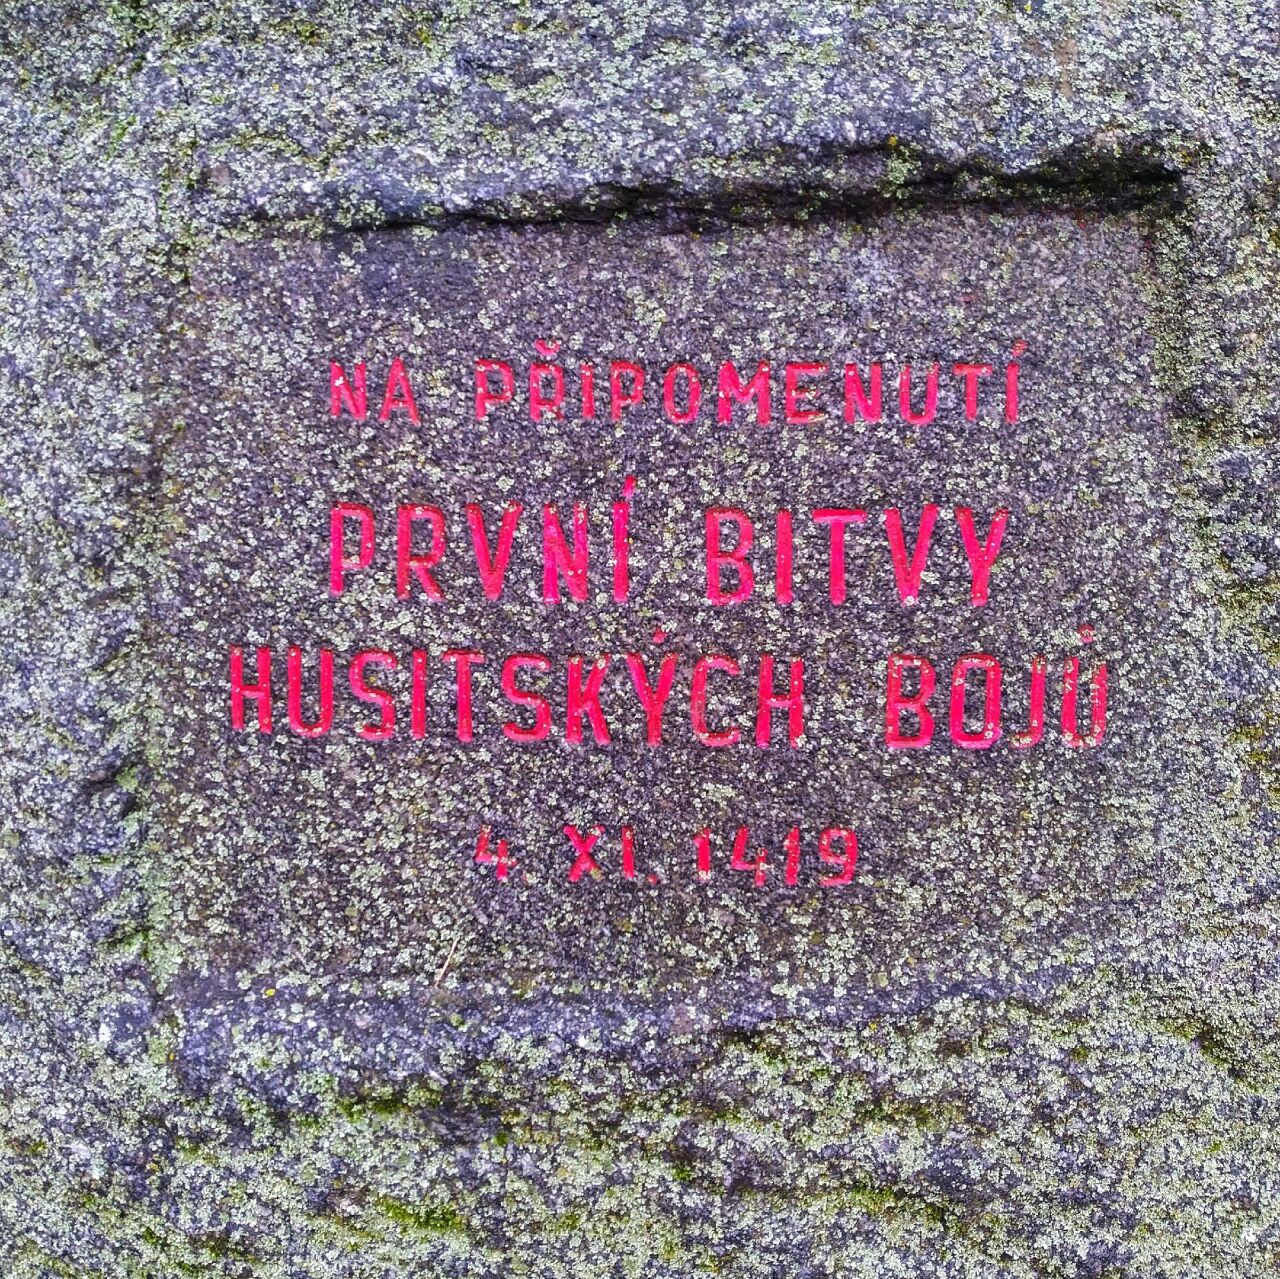 NA PŘIPOMENUTÍ
PRVNÍ BITVY
HUSITSKÝCH BOJŮ
4. XI. 1419